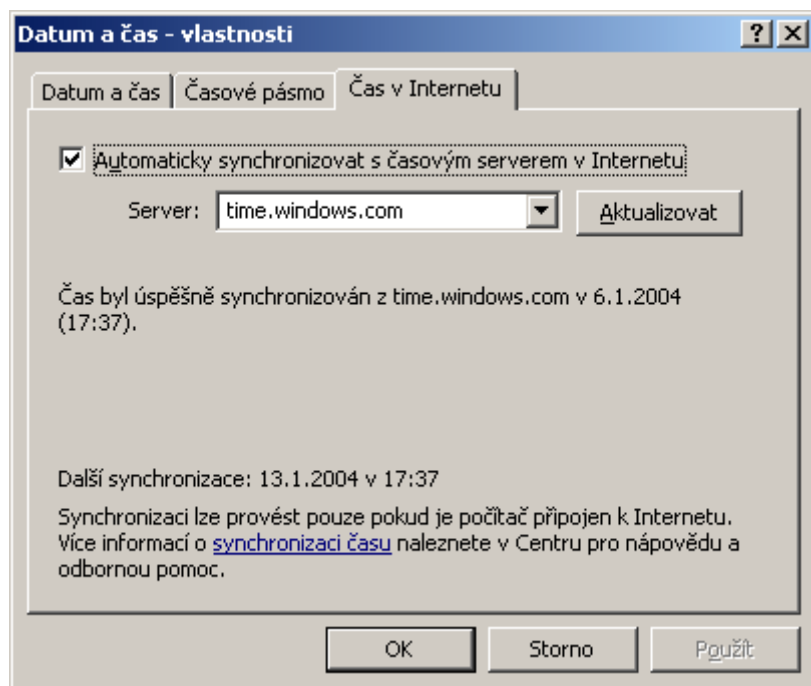 Datum a čas - vlastnosti
Datum a čas
Časové pásmo
Čas v Internetu
Automaticky synchronizovat s časovým serverem v Internetu
Server:
time.windows.com
Aktualizovat
Čas byl úspěšně synchronizován z time.windows.com v 6.1.2004
(17:37).
Další synchronizace: 13.1.2004 v 17:37
Synchronizaci lze provést pouze pokud je počítač připojen k Internetu.
Více informací o synchronizaci času naleznete v Centru pro nápovědu a
odbornou pomoc.
OK
Storno
Použít